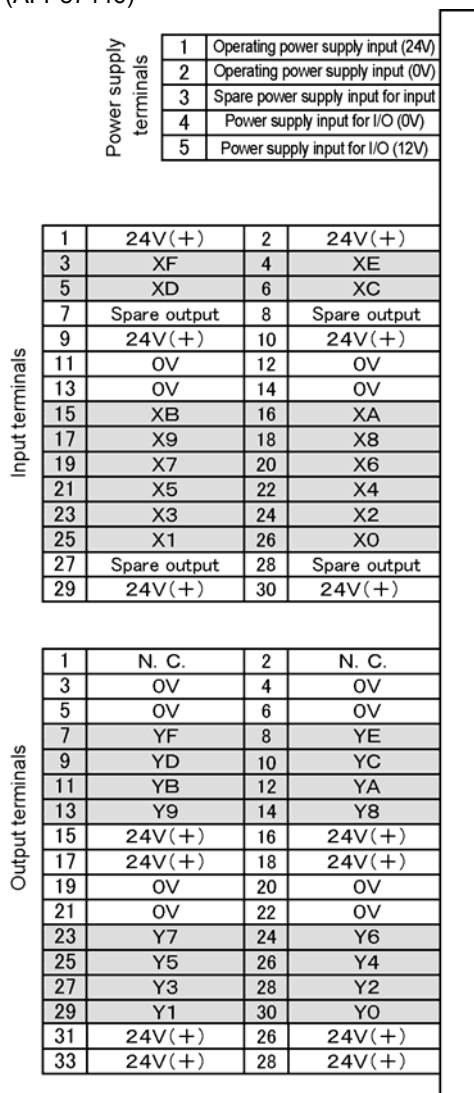 Power supply terminals
1 Operating power supply input (24V)
2 Operating power supply input (0V)
3 Spare power supply input for input
4 Power supply input for I/O (0V)
5 Power supply input for I/O (12V)
Input terminals
1 24V(+) 2 24V(+)
3 XF 4 XE
5 XD 6 XC
7 Spare output 8 Spare output
9 24V(+) 10 24V(+)
11 0V 12 0V
13 0V 14 0V
15 XB 16 XA
17 X9 18 X8
19 X7 20 X6
21 X5 22 X4
23 X3 24 X2
25 X1 26 X0
27 Spare output 28 Spare output
29 24V(+) 30 24V(+)
Output terminals
1 N. C. 2 N. C.
3 0V 4 0V
5 0V 6 0V
7 YF 8 YE
9 YD 10 YC
11 YB 12 YA
13 Y9 14 Y8
15 24V(+) 16 24V(+)
17 24V(+) 18 24V(+)
19 0V 20 0V
21 0V 22 0V
23 Y7 24 Y6
25 Y5 26 Y4
27 Y3 28 Y2
29 Y1 30 Y0
31 24V(+) 26 24V(+)
33 24V(+) 28 24V(+)